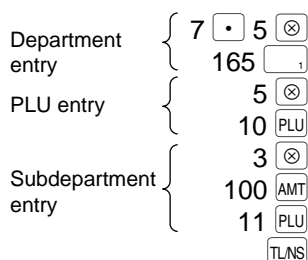 Department entry
7 • 5 ⊗
165 1
PLU entry
5 ⊗
10 PLU
Subdepartment entry
3 ⊗
100 AMT
11 PLU
TL/NS